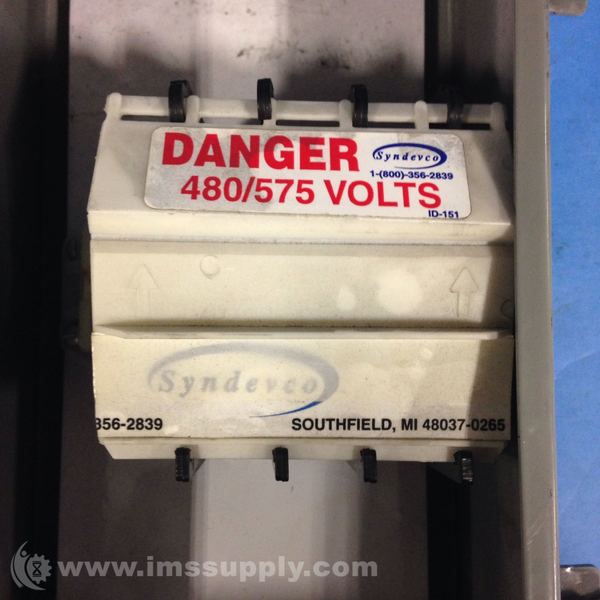 DANGER
Syndevco
1-(800)-356-2839
480/575 VOLTS
ID-151
Syndevco
356-2839
SOUTHFIELD, MI 48037-0265
www.imssupply.com